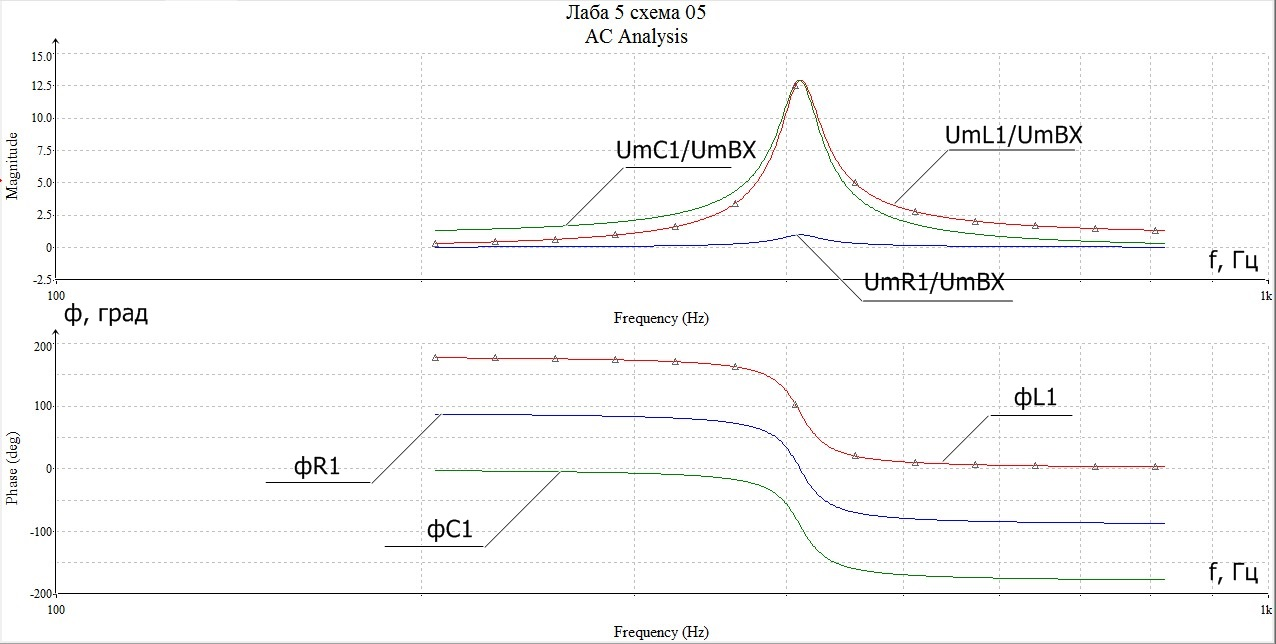 Лаба 5 схема 05
AC Analysis
15.0
12.5
10.0
7.5
5.0
2.5
0
-2.5
Magnitude
UmC1/UmBX
UmL1/UmBX
UmR1/UmBX
f, Гц
100
1k
Frequency (Hz)
ф, град
200
100
0
-100
-200
Phase (deg)
фL1
фR1
фC1
f, Гц
100
1k
Frequency (Hz)